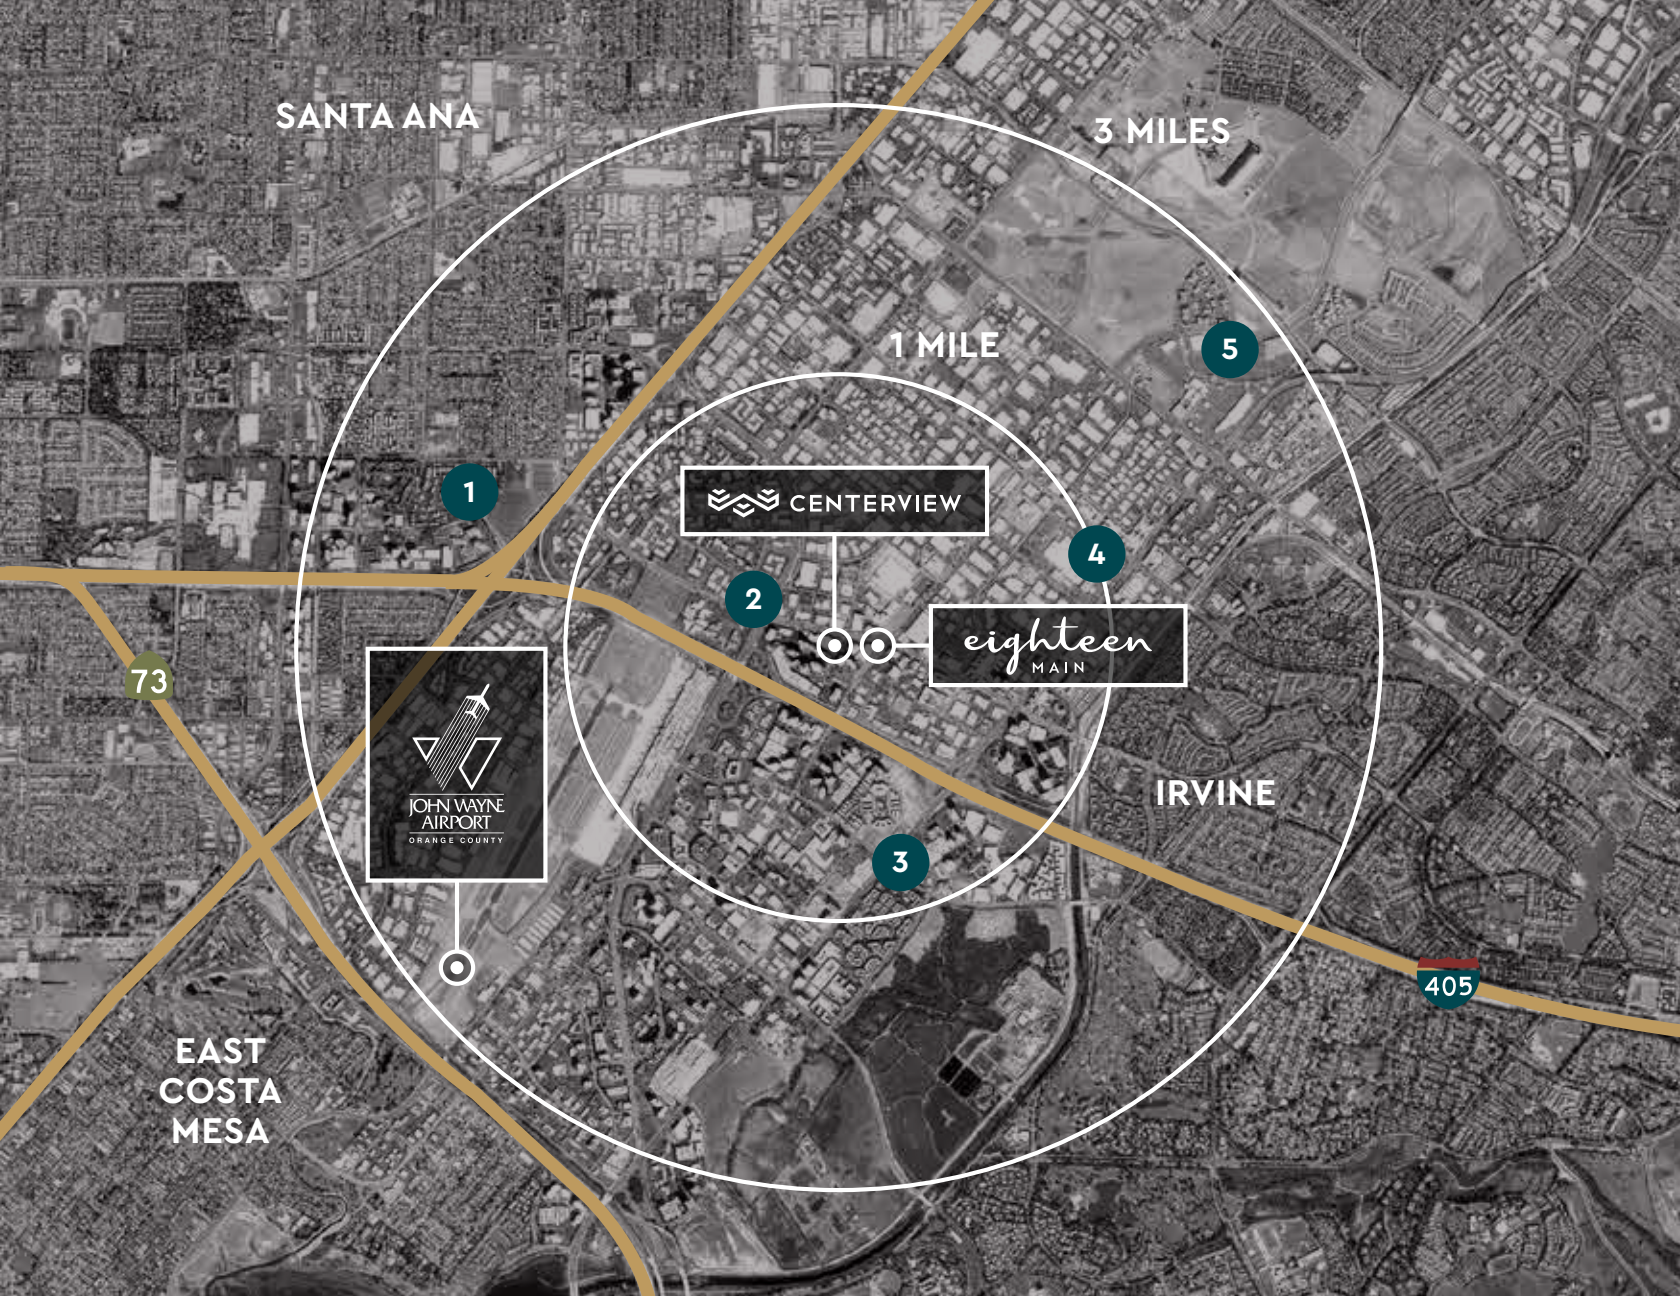 SANTA ANA
3 MILES
1 MILE
5
1
CENTERVIEW
4
2
eighteen
MAIN
73
JOHN WAYNE
AIRPORT
ORANGE COUNTY
IRVINE
3
405
EAST
COSTA
MESA